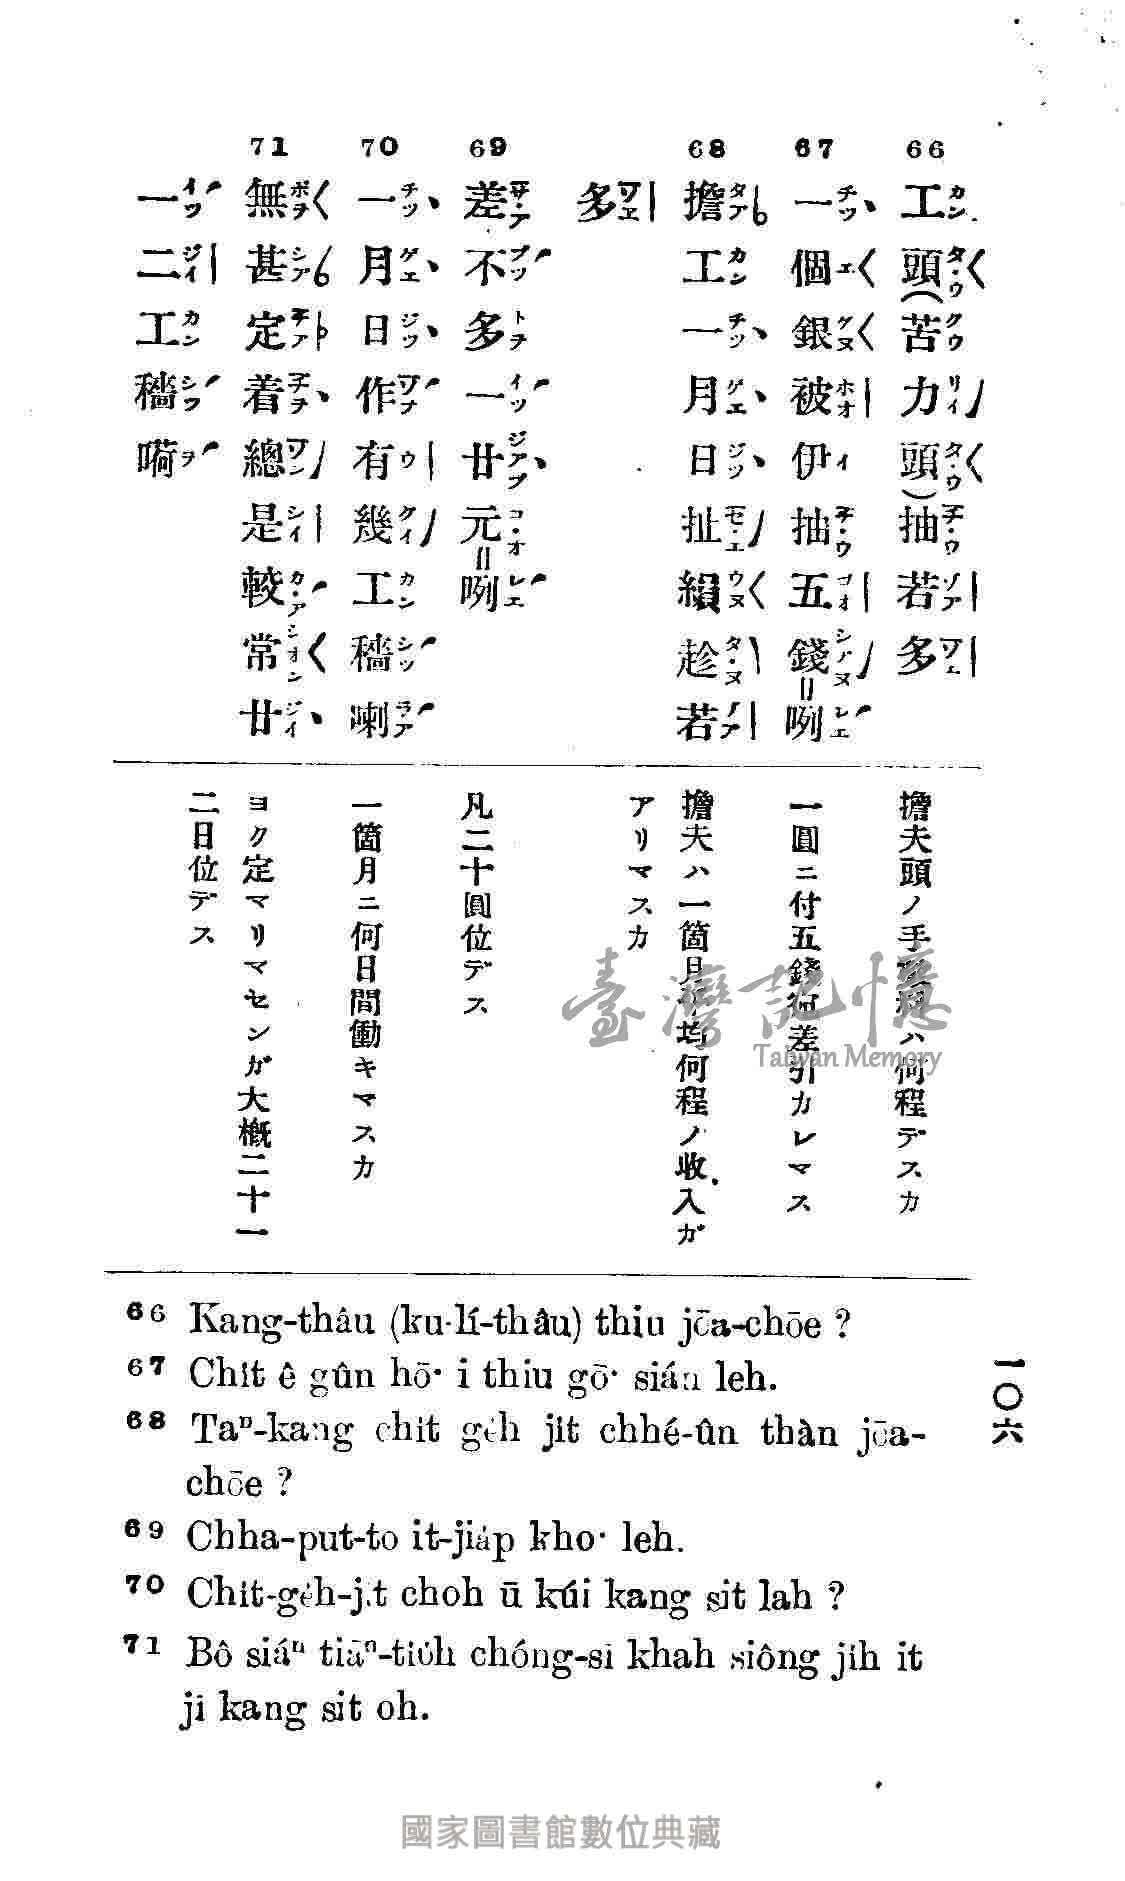 66 工頭(苦力頭)抽若多
67 一個銀被伊抽五錢=咧
68 擔工一月日扯縜趁若
多
69 差不多一廿元=咧
70 一月日作有幾工穡喇
71 無甚定着總是較常廿
一二工穡嗬
擔夫頭ノ手數料ハ何程デスカ
一圓ニ付五錢宛差引カレマス
擔夫ハ一箇月平均何程ノ收入ガ
アリマスカ
凡二十圓位デス
一箇月ニ何日間働キマスカ
ヨク定マリマセンガ大槪二十一
二日位デス
66 Kang-thâu (ku-lí-thâu) thiu jōa-chōe ?
67 Chit ê gûn hō· i thiu gō· sián leh.
68 Taⁿ-kang chit ge̍h ji̍t chhé-ûn thàn jōa-
chōe ?
69 Chha-put-to it-jia̍p kho· leh.
70 Chit-ge̍h-ji̍t choh ū kúi kang sit lah ?
71 Bô siáⁿ tiāⁿ-tio̍h chóng-sī khah siông jih it
jī kang sit oh.
一〇六
臺灣記憶
Taiwan Memory
國家圖書館數位典藏